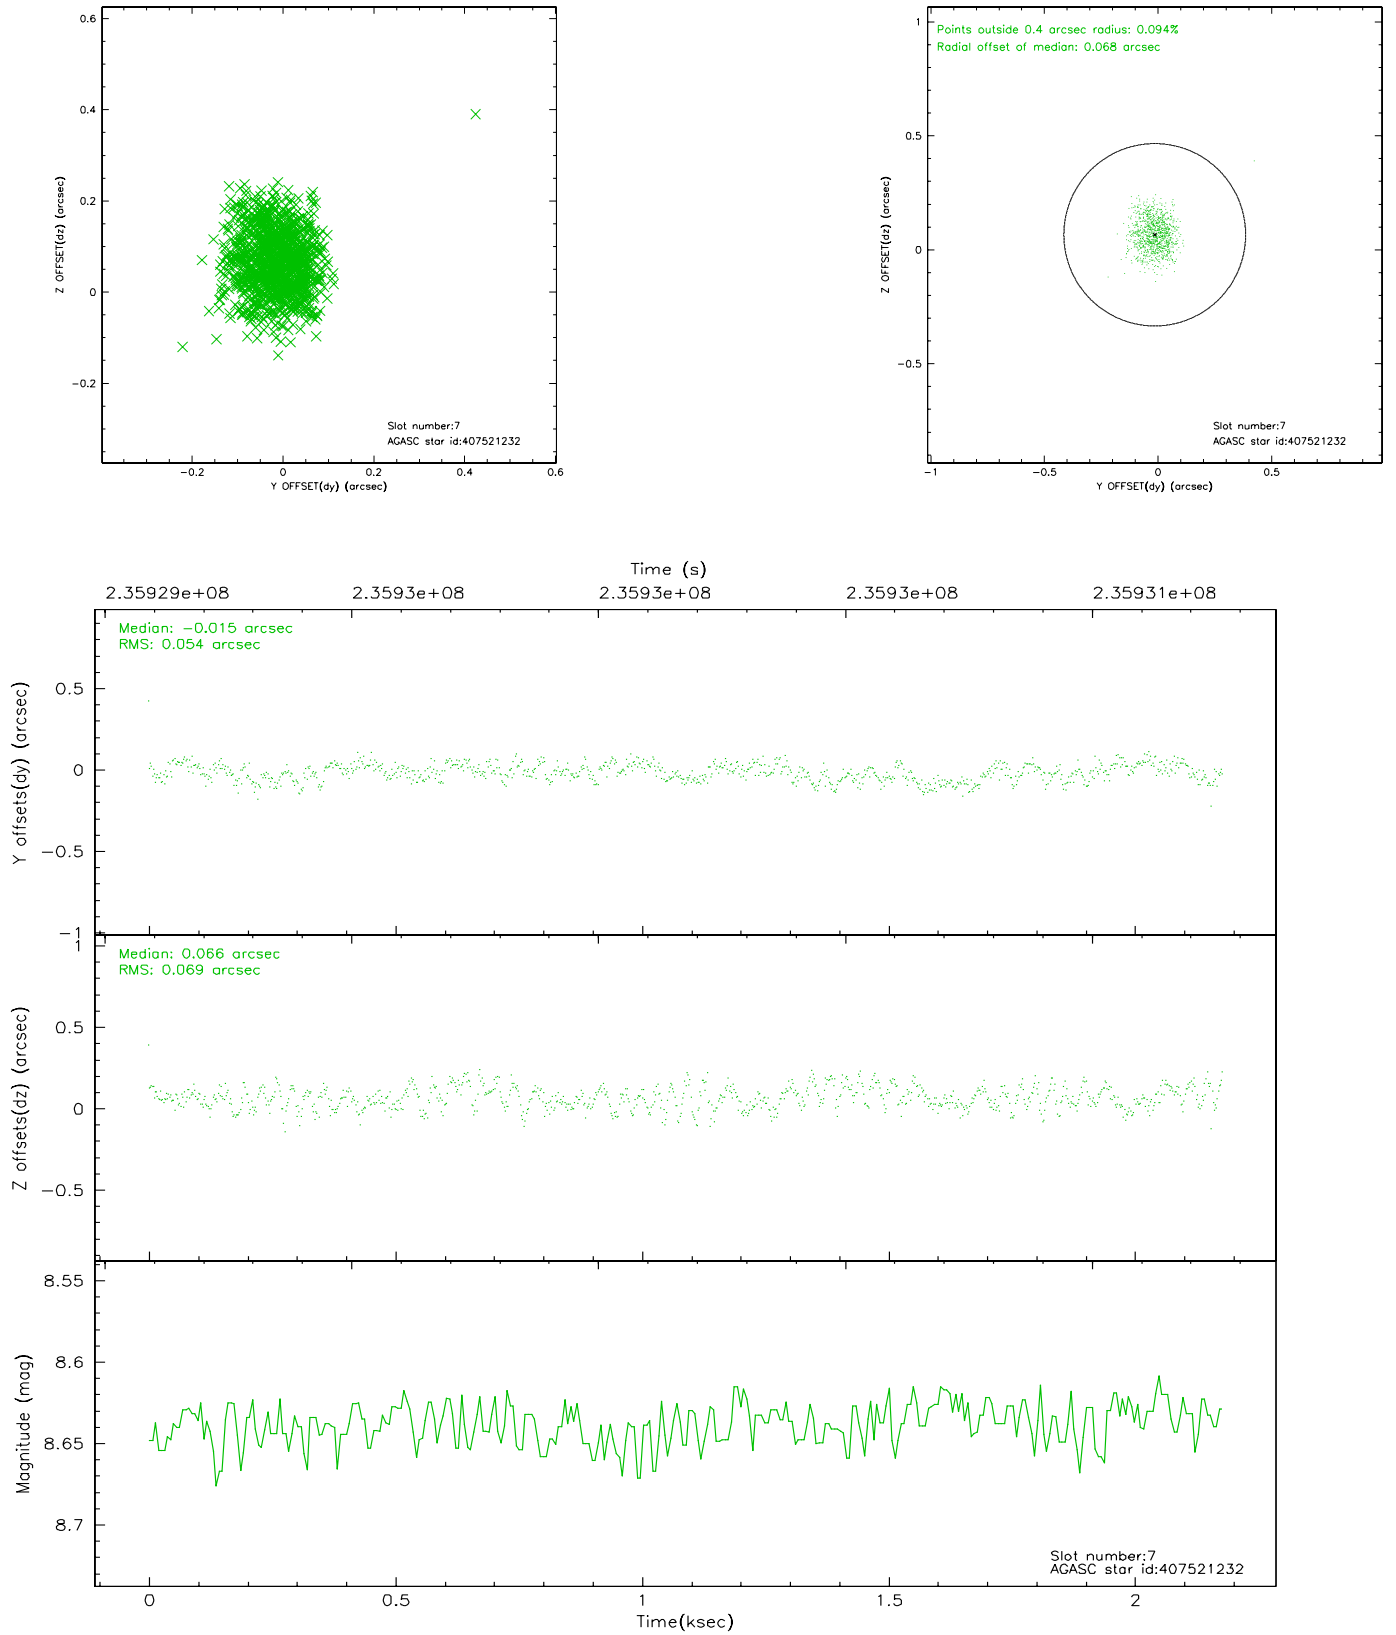 0.6
0.4
0.2
0
−0.2
Z OFFSET(dz) (arcsec)
Slot number:7
AGASC star id:407521232
−0.2 0 0.2 0.4 0.6
Y OFFSET(dy) (arcsec)
Points outside 0.4 arcsec radius: 0.094%
Radial offset of median: 0.068 arcsec
1
0.5
0
−0.5
Z OFFSET(dz) (arcsec)
Slot number:7
AGASC star id:407521232
−1 −0.5 0 0.5
Y OFFSET(dy) (arcsec)
Time (s)
2.35929e+08 2.3593e+08 2.3593e+08 2.3593e+08 2.35931e+08
Median: −0.015 arcsec
RMS: 0.054 arcsec
0.5
0
−0.5
−1
Y offsets(dy) (arcsec)
Median: 0.066 arcsec
RMS: 0.069 arcsec
1
0.5
0
−0.5
Z offsets(dz) (arcsec)
8.55
8.6
8.65
8.7
Magnitude (mag)
Slot number:7
AGASC star id:407521232
0 0.5 1 1.5 2
Time(ksec)